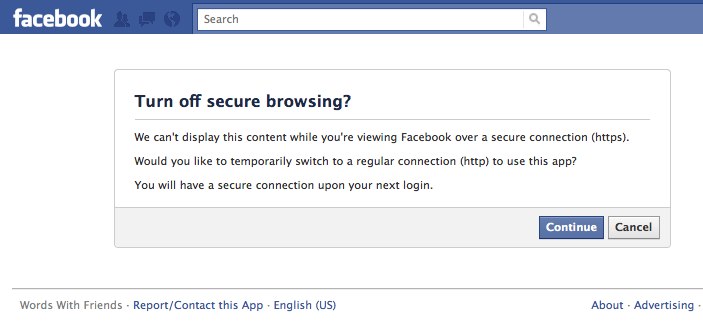 facebook
Search
Turn off secure browsing?
We can't display this content while you're viewing Facebook over a secure connection (https).
Would you like to temporarily switch to a regular connection (http) to use this app?
You will have a secure connection upon your next login.
Continue Cancel
Words With Friends · Report/Contact this App · English (US) About · Advertising ·